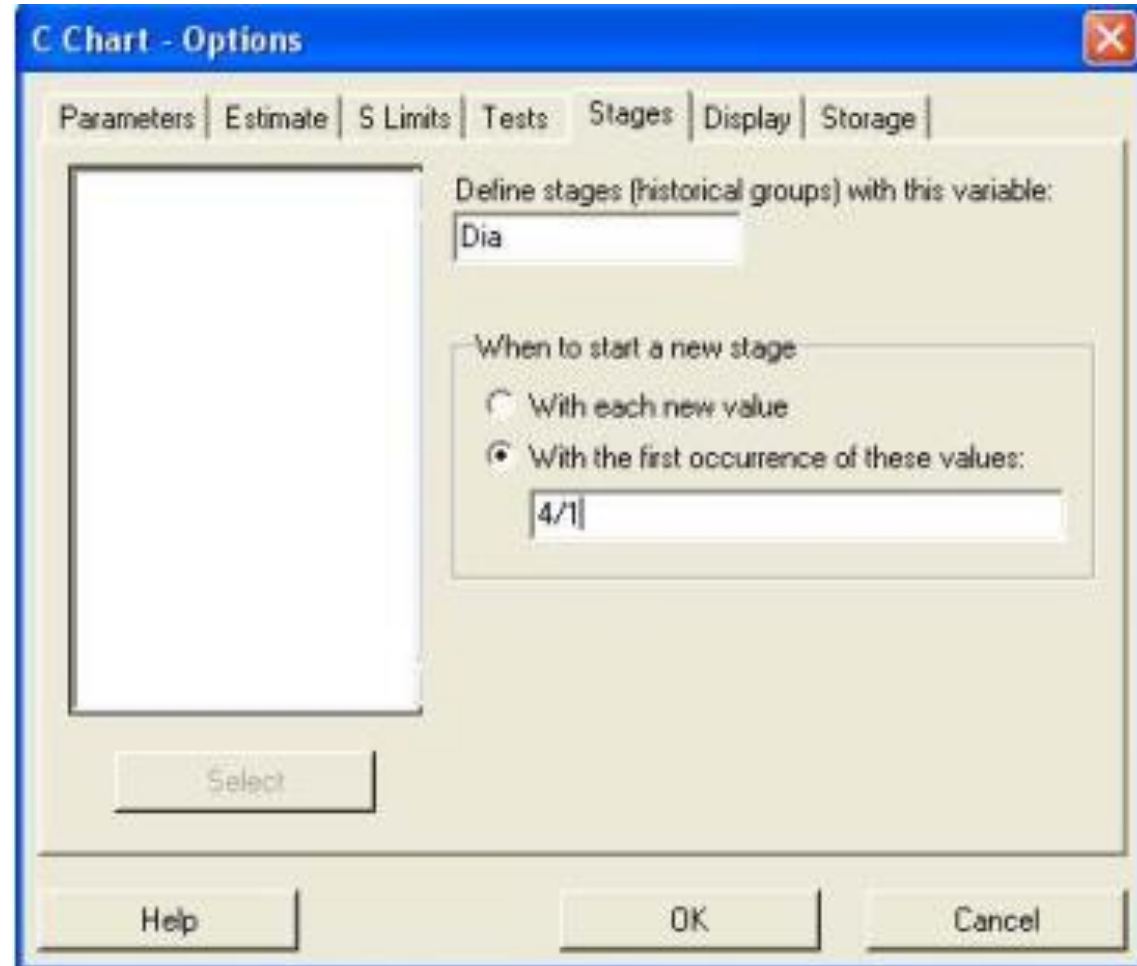 C Chart - Options
Parameters Estimate S Limits Tests Stages Display Storage
Define stages (historical groups) with this variable:
Dia
When to start a new stage
With each new value
With the first occurrence of these values:
4/1
Select
Help OK Cancel